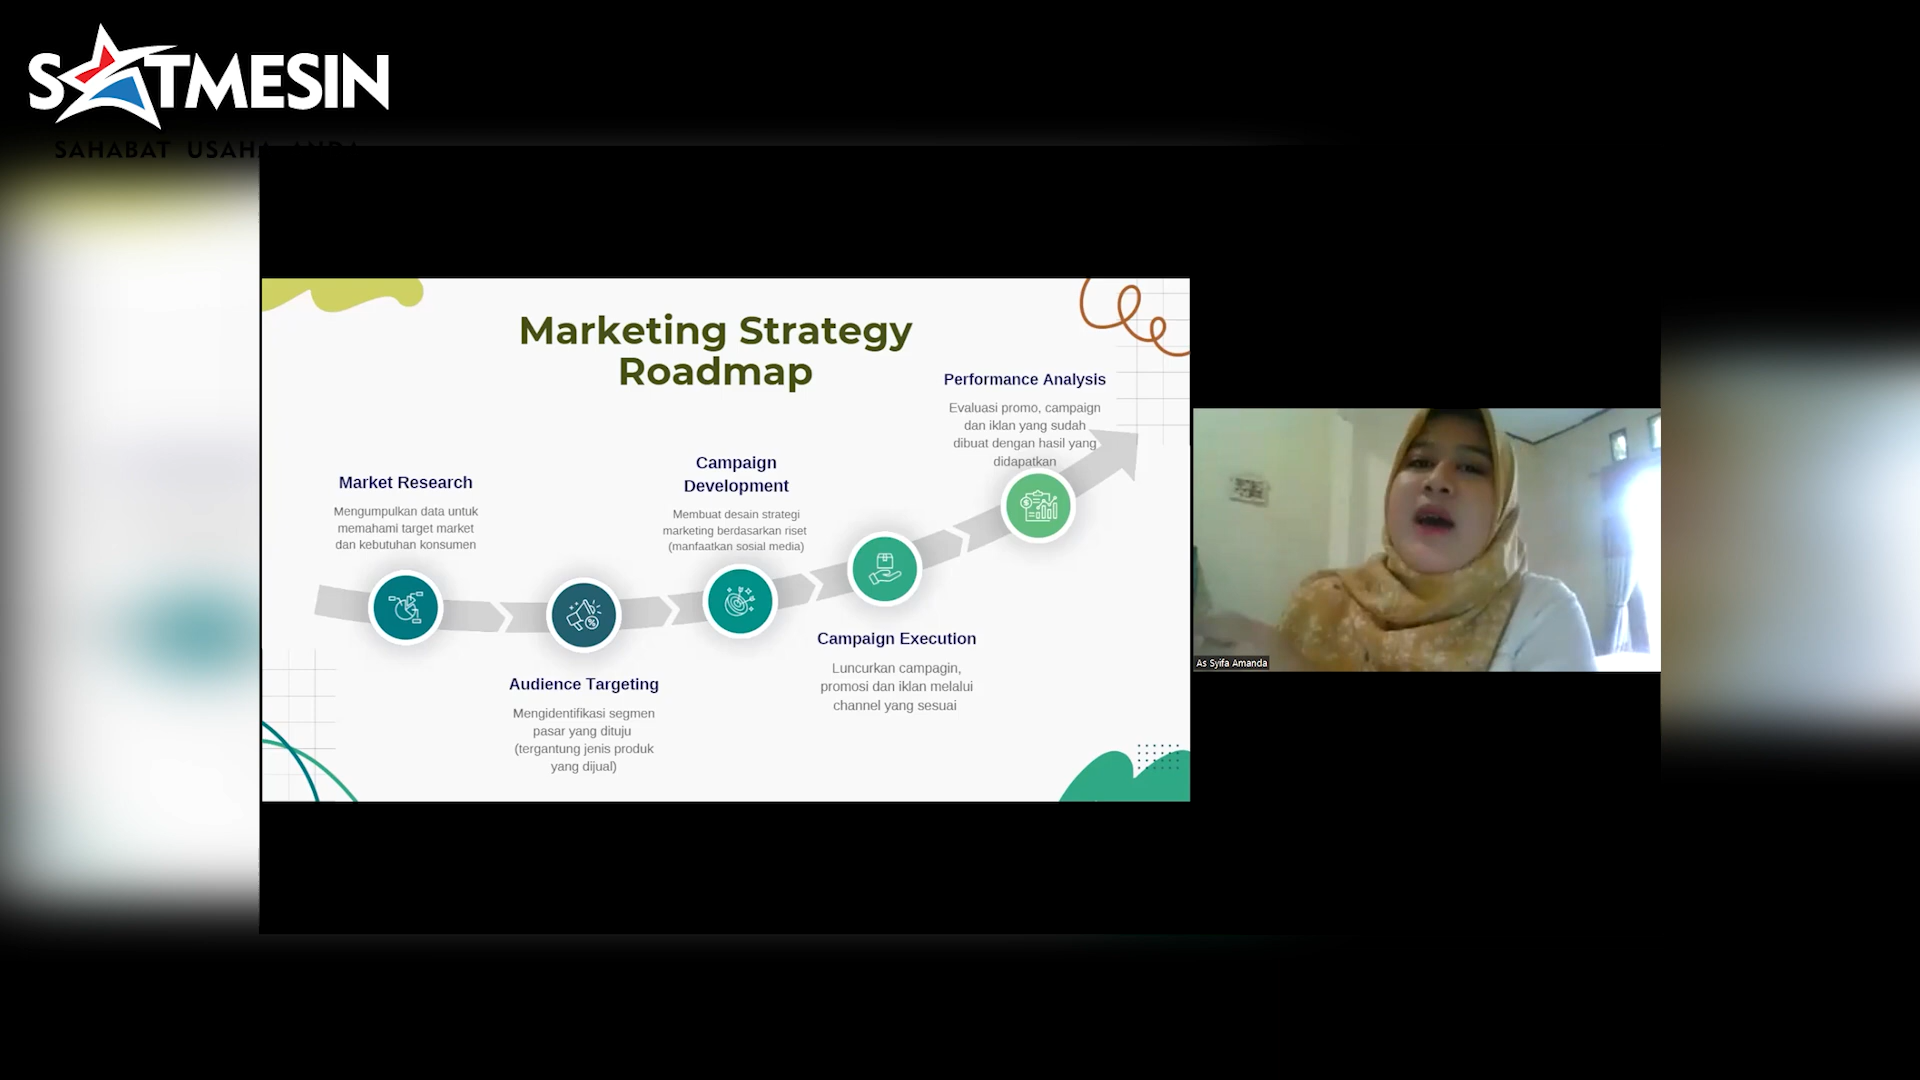 SATMESIN
SAHABAT USAHA ANDA
Marketing Strategy
Roadmap
Market Research
Mengumpulkan data untuk
memahami target market
dan kebutuhan konsumen
Audience Targeting
Mengidentifikasi segmen
pasar yang dituju
(tergantung jenis produk
yang dijual)
Campaign
Development
Membuat desain strategi
marketing berdasarkan riset
(manfaatkan sosial media)
Campaign Execution
Luncurkan campagin,
promosi dan iklan melalui
channel yang sesuai
Performance Analysis
Evaluasi promo, campaign
dan iklan yang sudah
dibuat dengan hasil yang
didapatkan
As Syifa Amanda